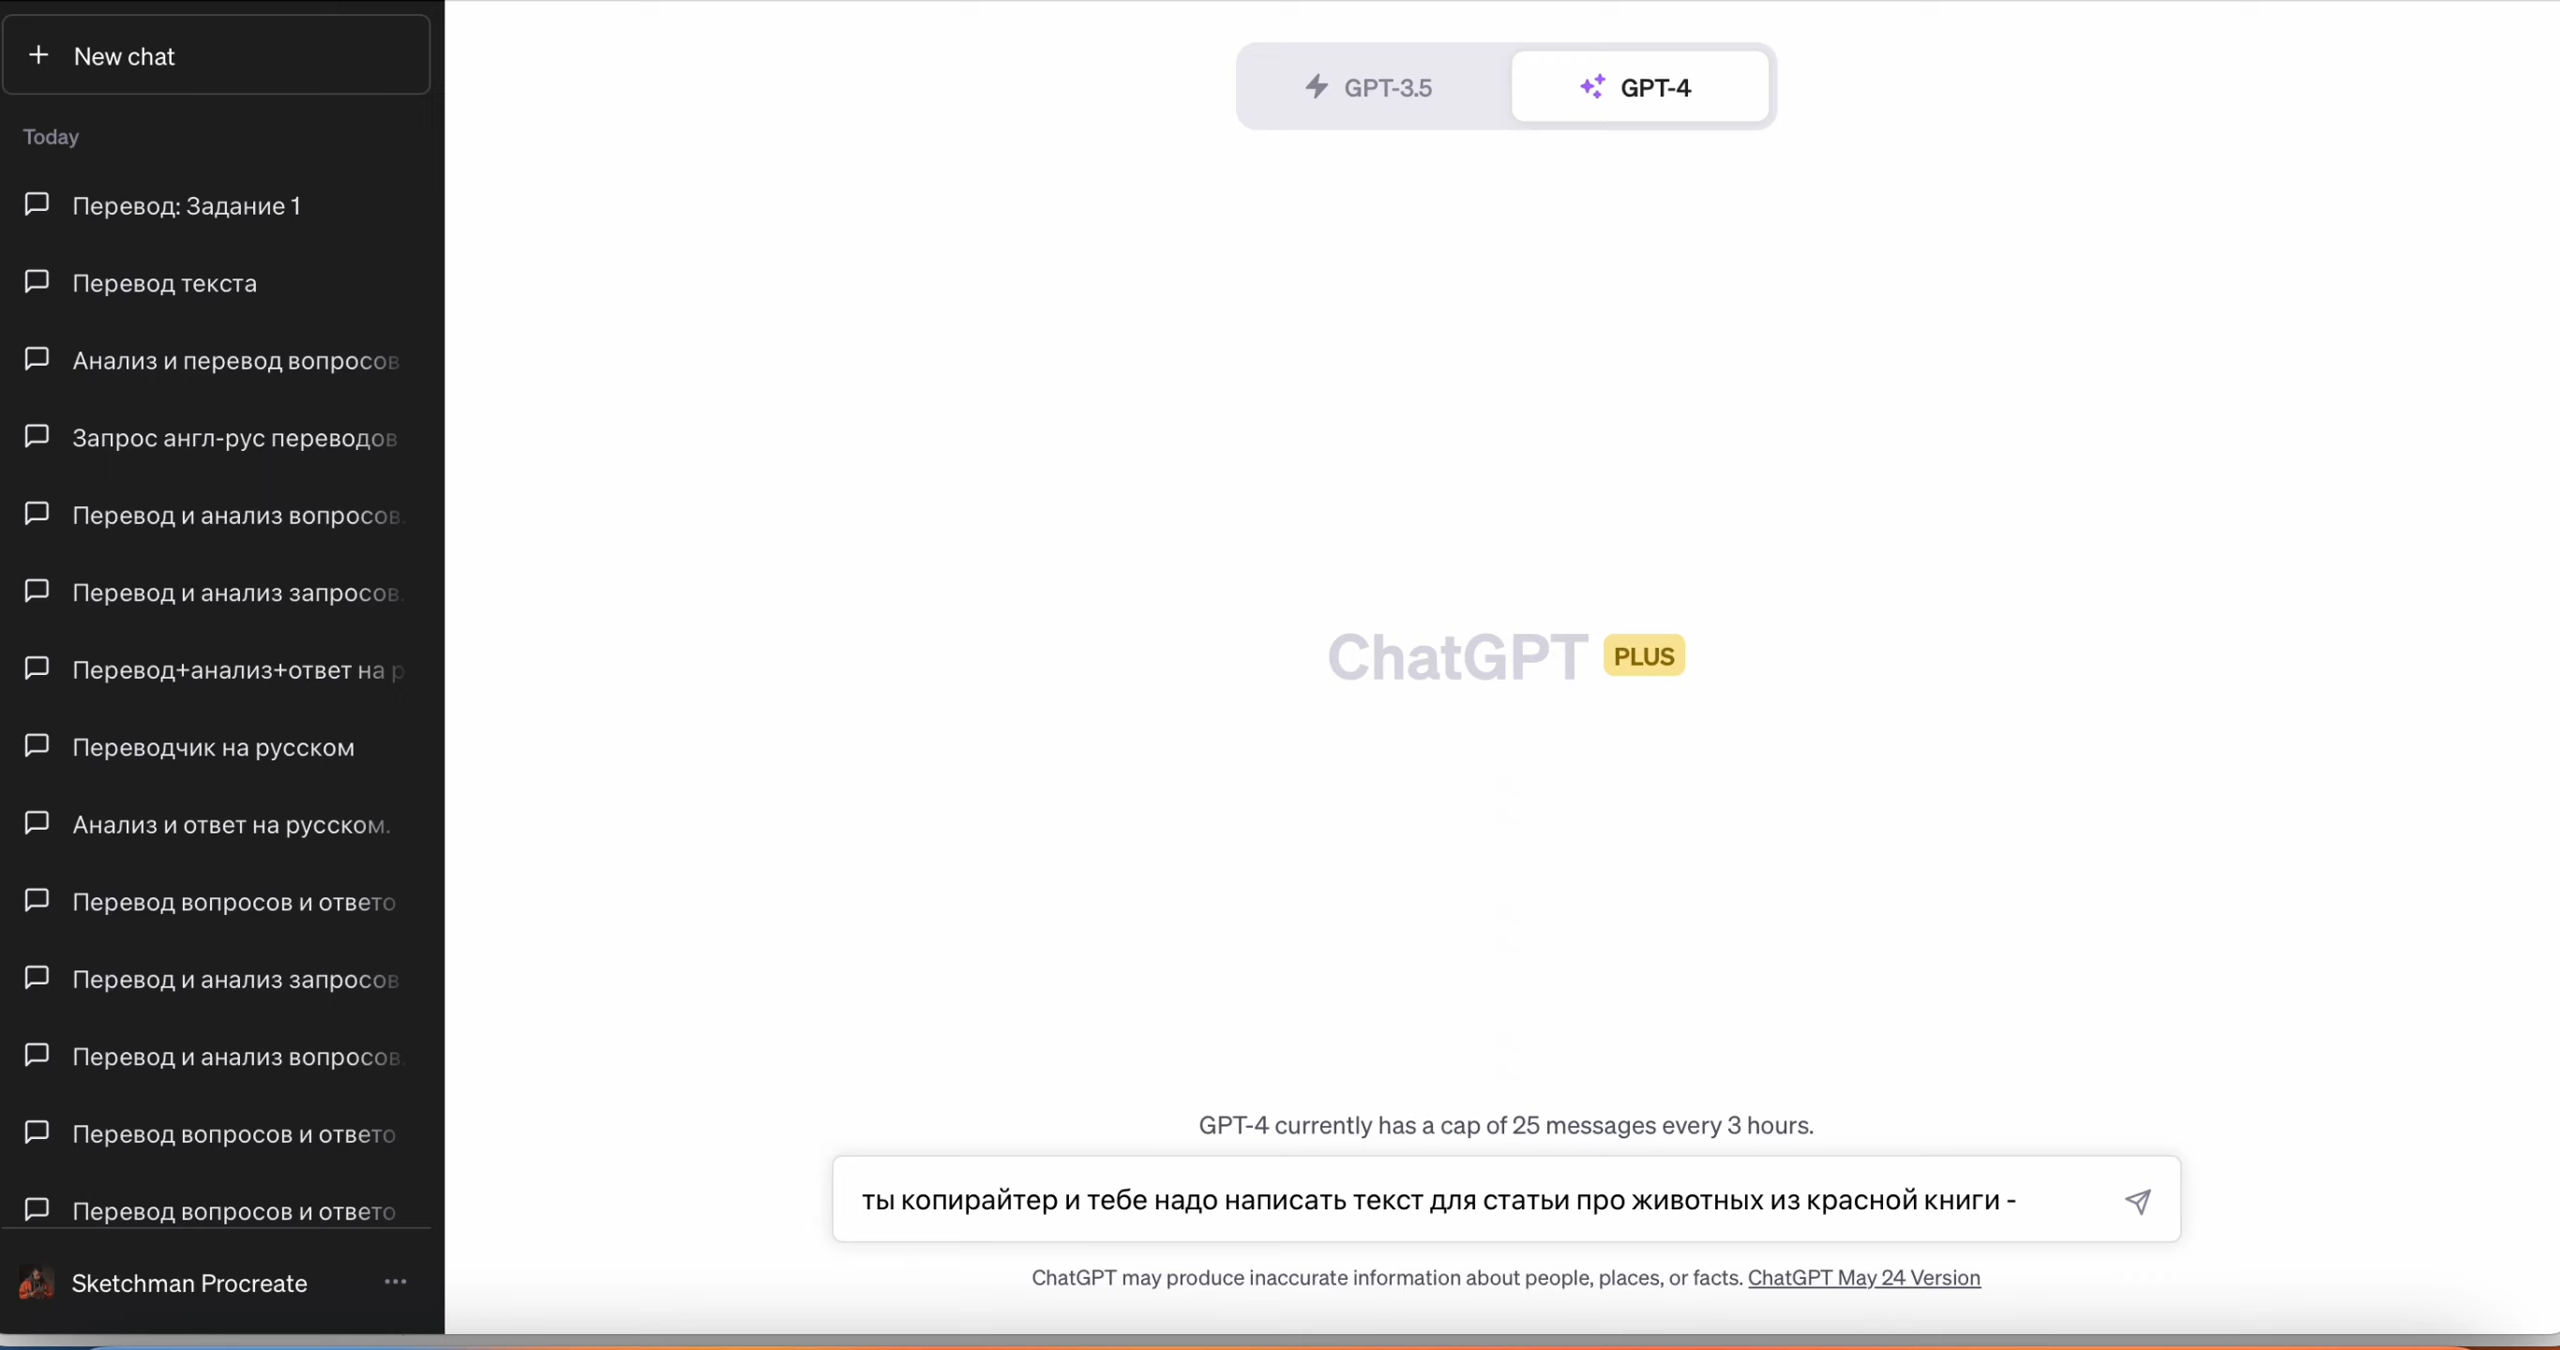 New chat
Today
Перевод: Задание 1
Перевод текста
Анализ и перевод вопросов
Запрос англ-рус переводов
Перевод и анализ вопросов.
Перевод и анализ запросов.
Перевод+анализ+ответ на р
Переводчик на русском
Анализ и ответ на русском.
Перевод вопросов и ответо
Перевод и анализ запросов
Перевод и анализ вопросов.
Перевод вопросов и ответо
Перевод вопросов и ответо
Sketchman Procreate
GPT-3.5
GPT-4
ChatGPT PLUS
GPT-4 currently has a cap of 25 messages every 3 hours.
ты копирайтер и тебе надо написать текст для статьи про животных из красной книги -
ChatGPT may produce inaccurate information about people, places, or facts. ChatGPT May 24 Version